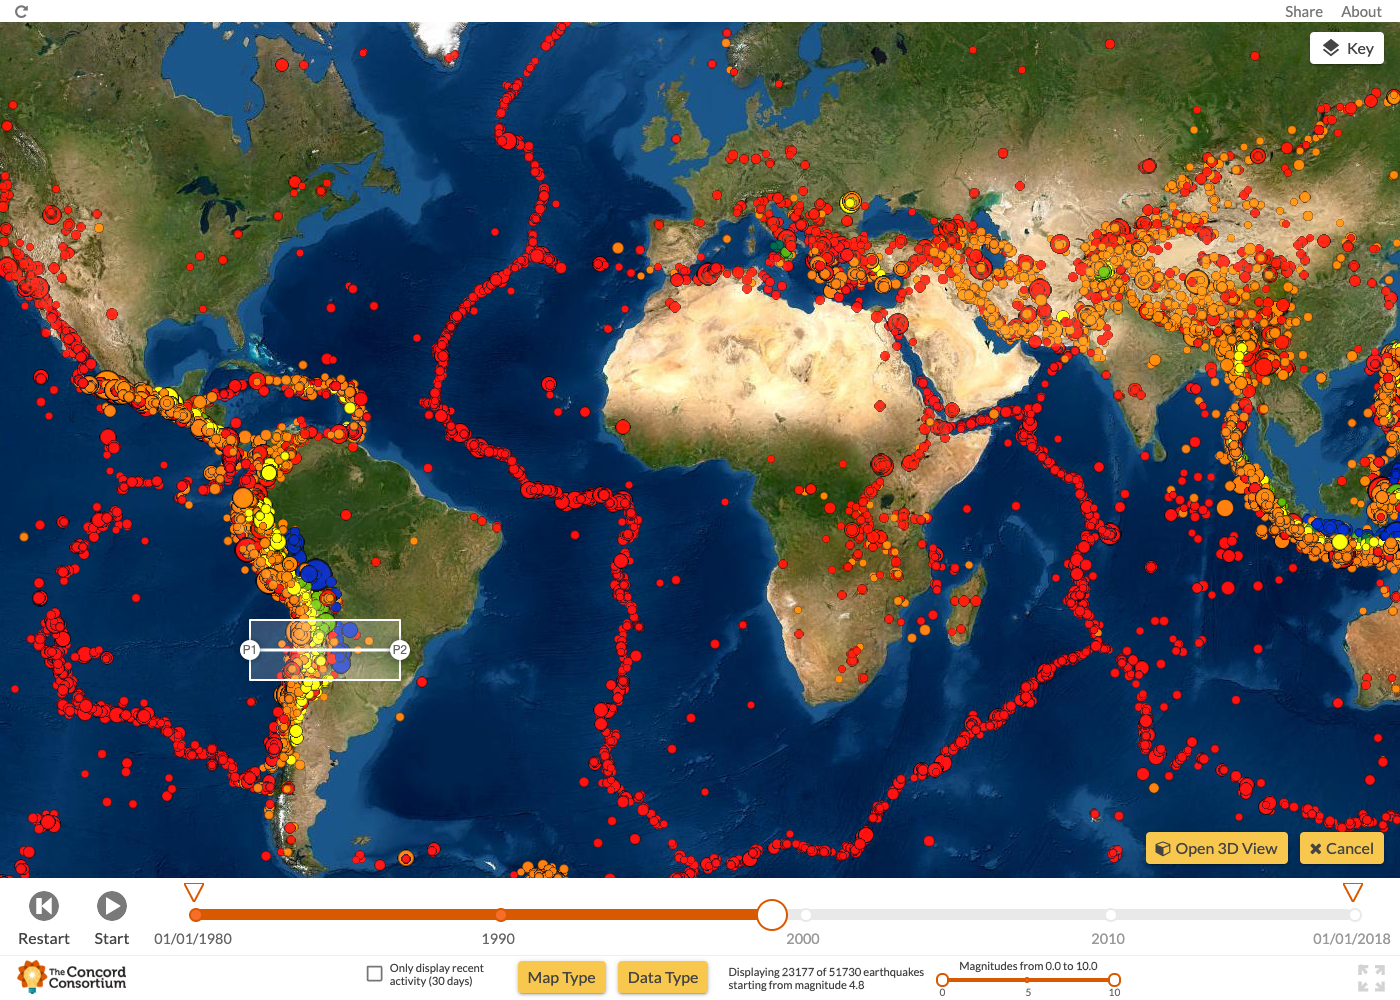 Share About
Key
P1 P2
Open 3D View Cancel
Restart Start 01/01/1980 1990 2000 2010 01/01/2018
The Concord Consortium
Only display recent
activity (30 days)
Map Type Data Type
Displaying 23177 of 51730 earthquakes
starting from magnitude 4.8
Magnitudes from 0.0 to 10.0
0 5 10